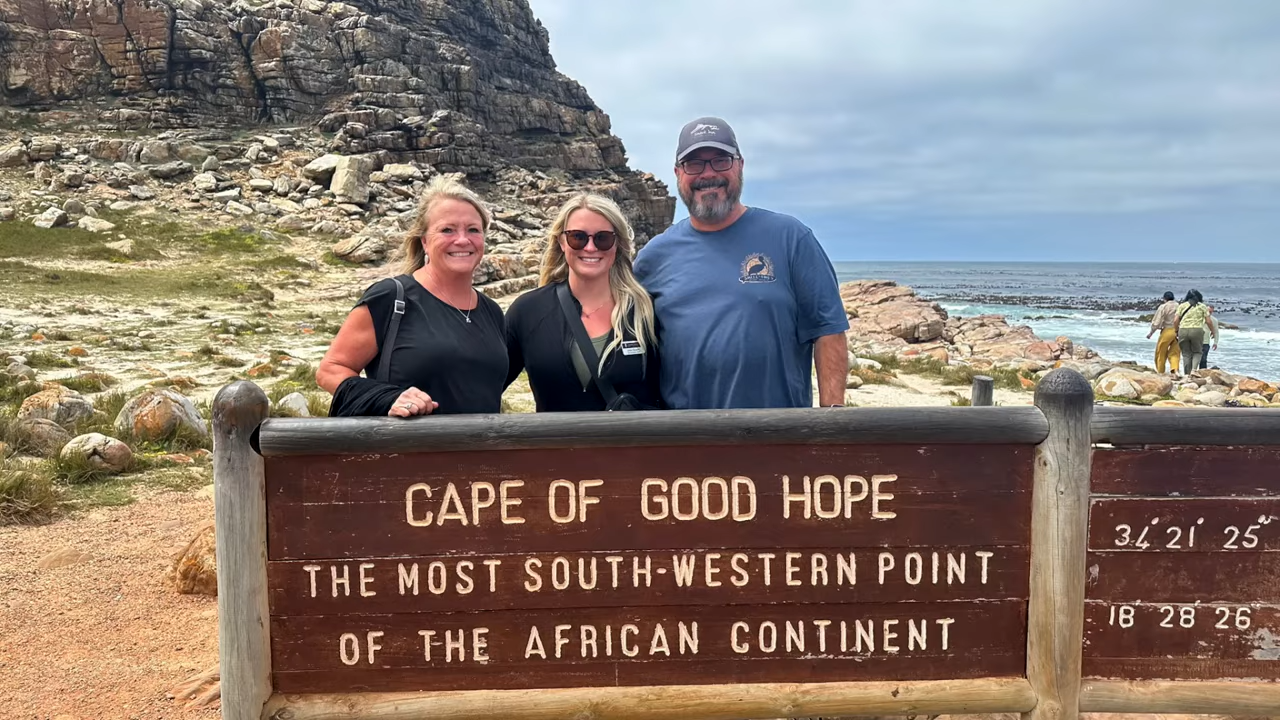 CAPE OF GOOD HOPE
THE MOST SOUTH-WESTERN POINT
OF THE AFRICAN CONTINENT
34° 21' 25"
18° 28' 26"